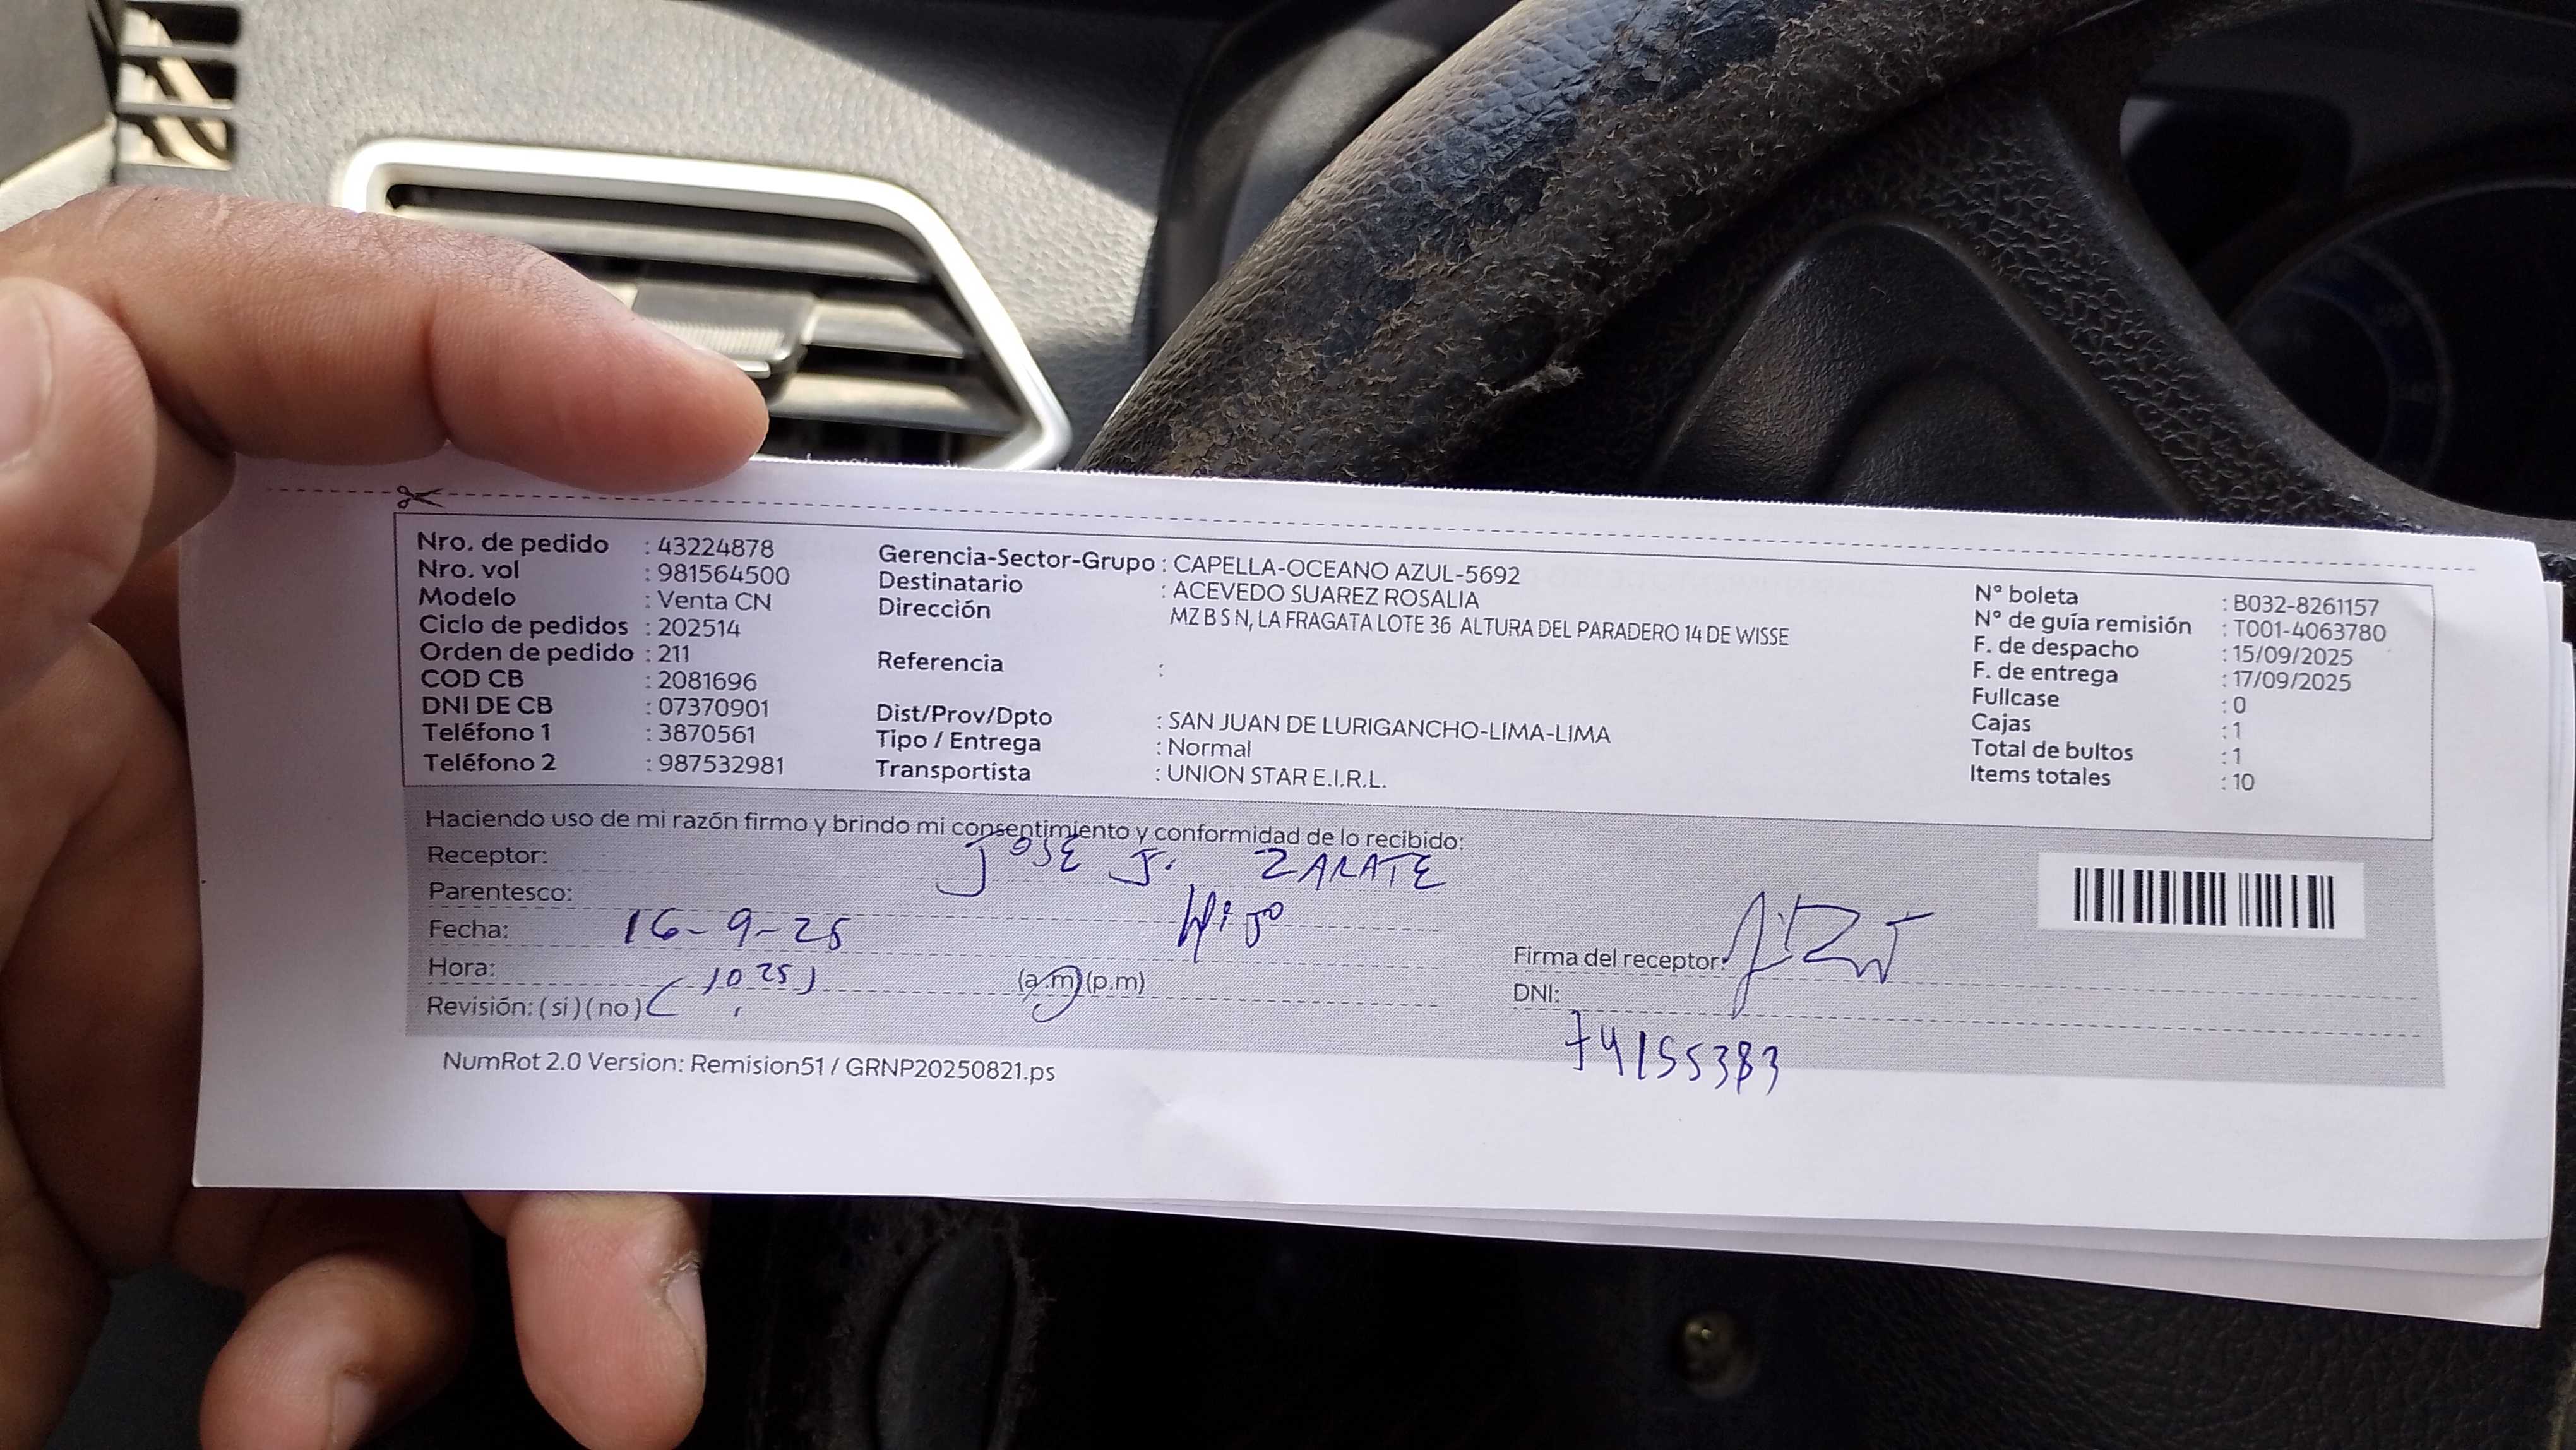 Nro. de pedido : 43224878
Nro. vol : 981564500
Modelo : Venta CN
Ciclo de pedidos : 202514
Orden de pedido : 211
COD CB : 2081696
DNI DE CB : 07370901
Teléfono 1 : 3870561
Teléfono 2 : 987532981
Gerencia-Sector-Grupo : CAPELLA-OCEANO AZUL-5692
Destinatario : ACEVEDO SUAREZ ROSALIA
Dirección MZ B S N, LA FRAGATA LOTE 36 ALTURA DEL PARADERO 14 DE WISSE
Referencia :
Dist/Prov/Dpto : SAN JUAN DE LURIGANCHO-LIMA-LIMA
Tipo / Entrega : Normal
Transportista : UNION STAR E.I.R.L.
N° boleta : B032-8261157
N° de guía remisión : T001-4063780
F. de despacho : 15/09/2025
F. de entrega : 17/09/2025
Fullcase : 0
Cajas : 1
Total de bultos : 1
Items totales : 10
Haciendo uso de mi razón firmo y brindo mi consentimiento y conformidad de lo recibido:
Receptor: JOSE J. ZARATE
Parentesco: Hijo
Fecha: 16-9-25
Hora: (10 25) (a.m)(p.m)
Revisión: (si) (no)
Firma del receptor:
DNI: 74155383
NumRot 2.0 Version: Remision51 / GRNP20250821.ps